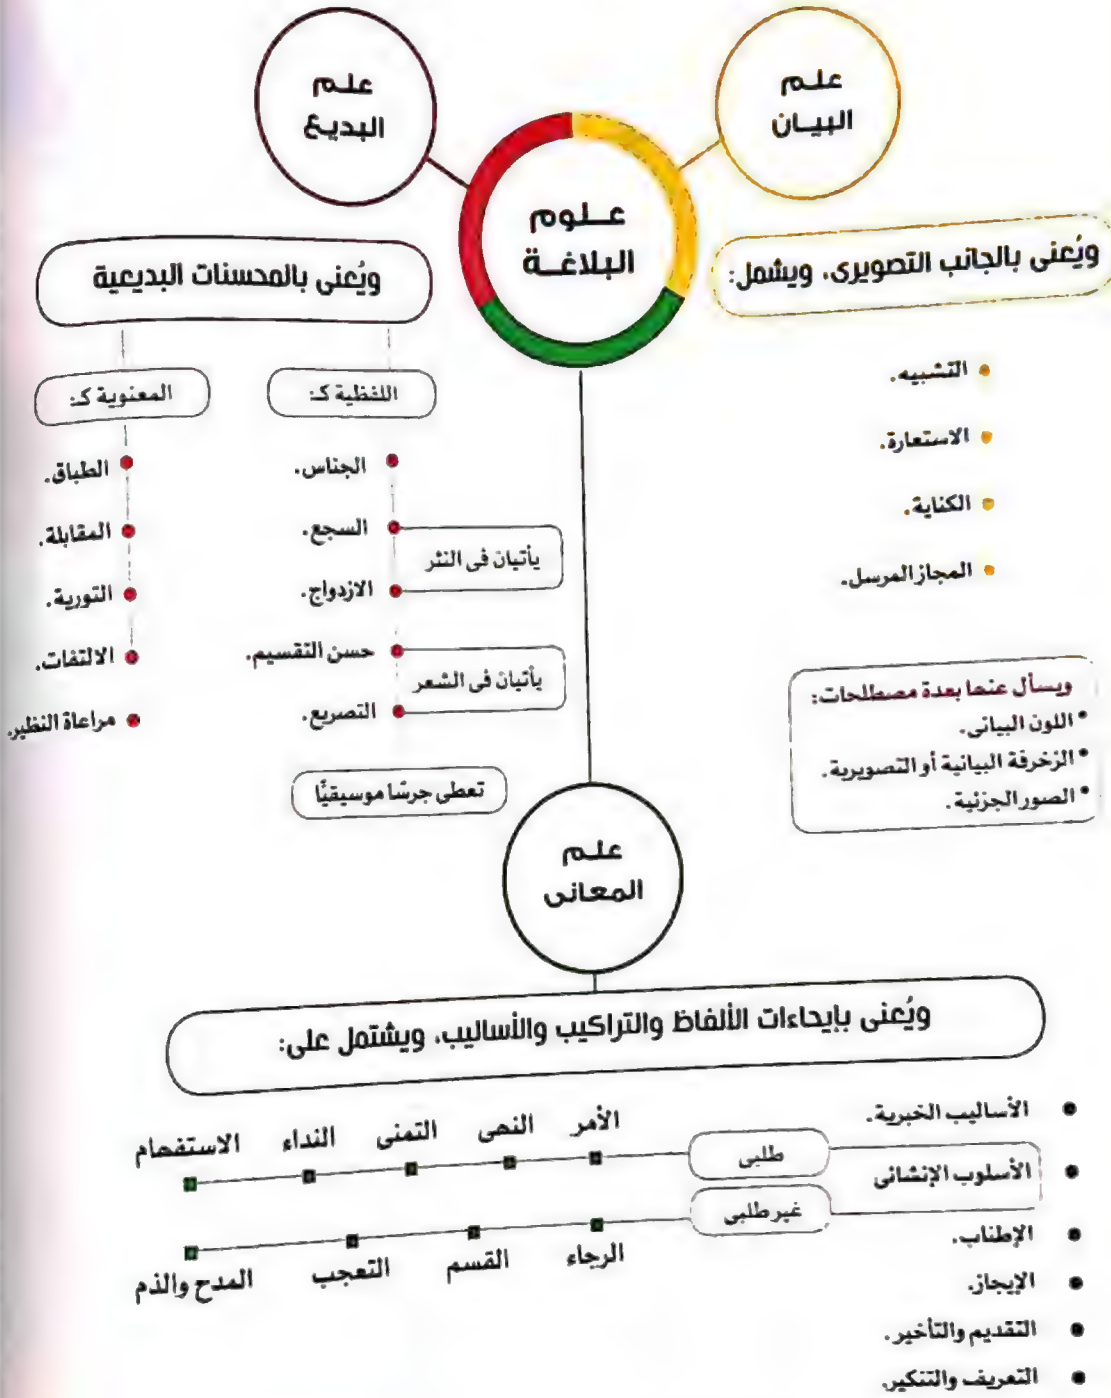 علم
البيان
علم
البديع
علوم
البلاغة
ويُعنى بالجانب التصويرى، ويشمل:
التشبيه.
الاستعارة.
الكناية.
المجاز المرسل.
ويسأل عنها بعدة مصطلحات:
• اللون البيانى.
• الزخرفة البيانية أو التصويرية.
• الصور الجزئية.
ويُعنى بالمحسنات البديعية
اللفظية كـ:
الجناس.
السجع.
الازدواج.
يأتيان فى النثر
حسن التقسيم.
التصريع.
يأتيان فى الشعر
تعطى جرسًا موسيقيًا
المعنوية كـ:
الطباق.
المقابلة.
التورية.
الالتفات.
مراعاة النظير.
علم
المعانى
ويُعنى بإيحاءات الألفاظ والتراكيب والأساليب، ويشتمل على:
الأساليب الخبرية.
الأسلوب الإنشائى
طلبى
الأمر النهى التمنى النداء الاستفهام
غير طلبى
الرجاء القسم التعجب المدح والذم
الإطناب.
الإيجاز.
التقديم والتأخير.
التعريف والتنكير.